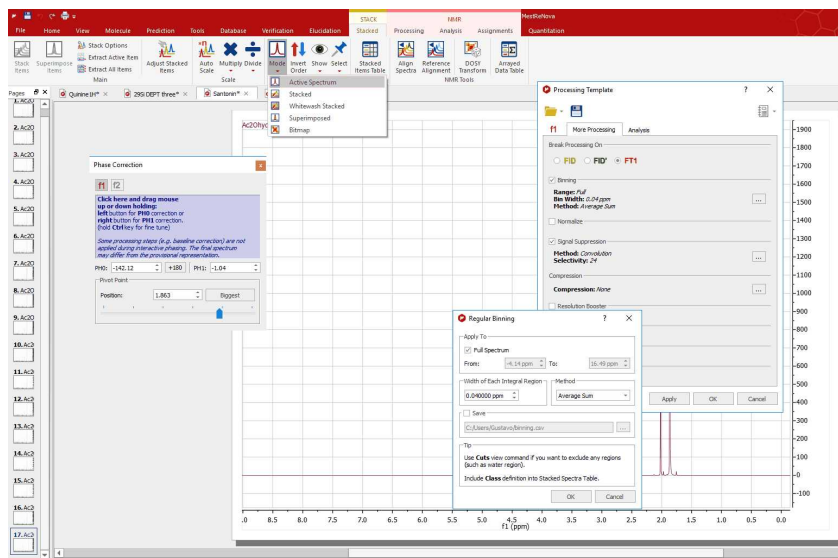 STACK
NMR
MestReNova
File
Home
View
Molecule
Prediction
Tools
Database
Verification
Elucidation
Stacked
Processing
Analysis
Assignments
Quantitation
Stack Items
Superimpose Items
Stack Options
Extract Active Item
Extract All Items
Adjust Stacked Items
Auto Scale
Multiply
Divide
Mode
Invert Order
Show
Select
Stacked Items Table
Align Spectra
Reference Alignment
DOSY Transform
Arrayed Data Table
Main
Scale
NMR Tools
Active Spectrum
Stacked
Whitewash Stacked
Superimposed
Bitmap
Pages
Quinine 1H*
29Si DEPT three*
Santonin*
1. Ac2O
2. Ac2O
3. Ac2O
4. Ac2O
5. Ac2O
6. Ac2O
7. Ac2O
8. Ac2O
9. Ac2O
10. Ac2
11. Ac2
12. Ac2
13. Ac2
14. Ac2
15. Ac2
16. Ac2
17. Ac2
Ac2Ohyd
Phase Correction
f1 f2
Click here and drag mouse
up or down holding:
left button for PH0 correction or
right button for PH1 correction.
(hold Ctrl key for fine tune)
Some processing steps (e.g. baseline correction) are not
applied during interactive phasing. The final spectrum
may differ from the provisional representation.
PH0: -142.12 +180 PH1: -1.04
Pivot Point
Position: 1.863 Biggest
Processing Template ? X
f1 More Processing Analysis
Break Processing On
FID FID' FT1
Binning
Range: Full
Bin Width: 0.04 ppm
Method: Average Sum
...
Normalize
Signal Suppression
Method: Convolution
Selectivity: 24
...
Compression
Compression: None
...
Resolution Booster
Apply OK Cancel
Regular Binning ? X
Apply To
Full Spectrum
From: -4.14 ppm To: 16.49 ppm
Width of Each Integral Region
0.040000 ppm
Method
Average Sum
Save
C:/Users/Gustavo/binning.csv ...
Tip
Use Cuts view command if you want to exclude any regions
(such as water region).
Include Class definition into Stacked Spectra Table.
OK Cancel
1900
1800
1700
1600
1500
1400
1300
1200
1100
1000
900
800
700
600
500
400
300
200
100
0
-100
.0 8.5 8.0 7.5 7.0 6.5 6.0 5.5 5.0 4.5 4.0 3.5 3.0 2.5 2.0 1.5 1.0 0.5 0.0
f1 (ppm)